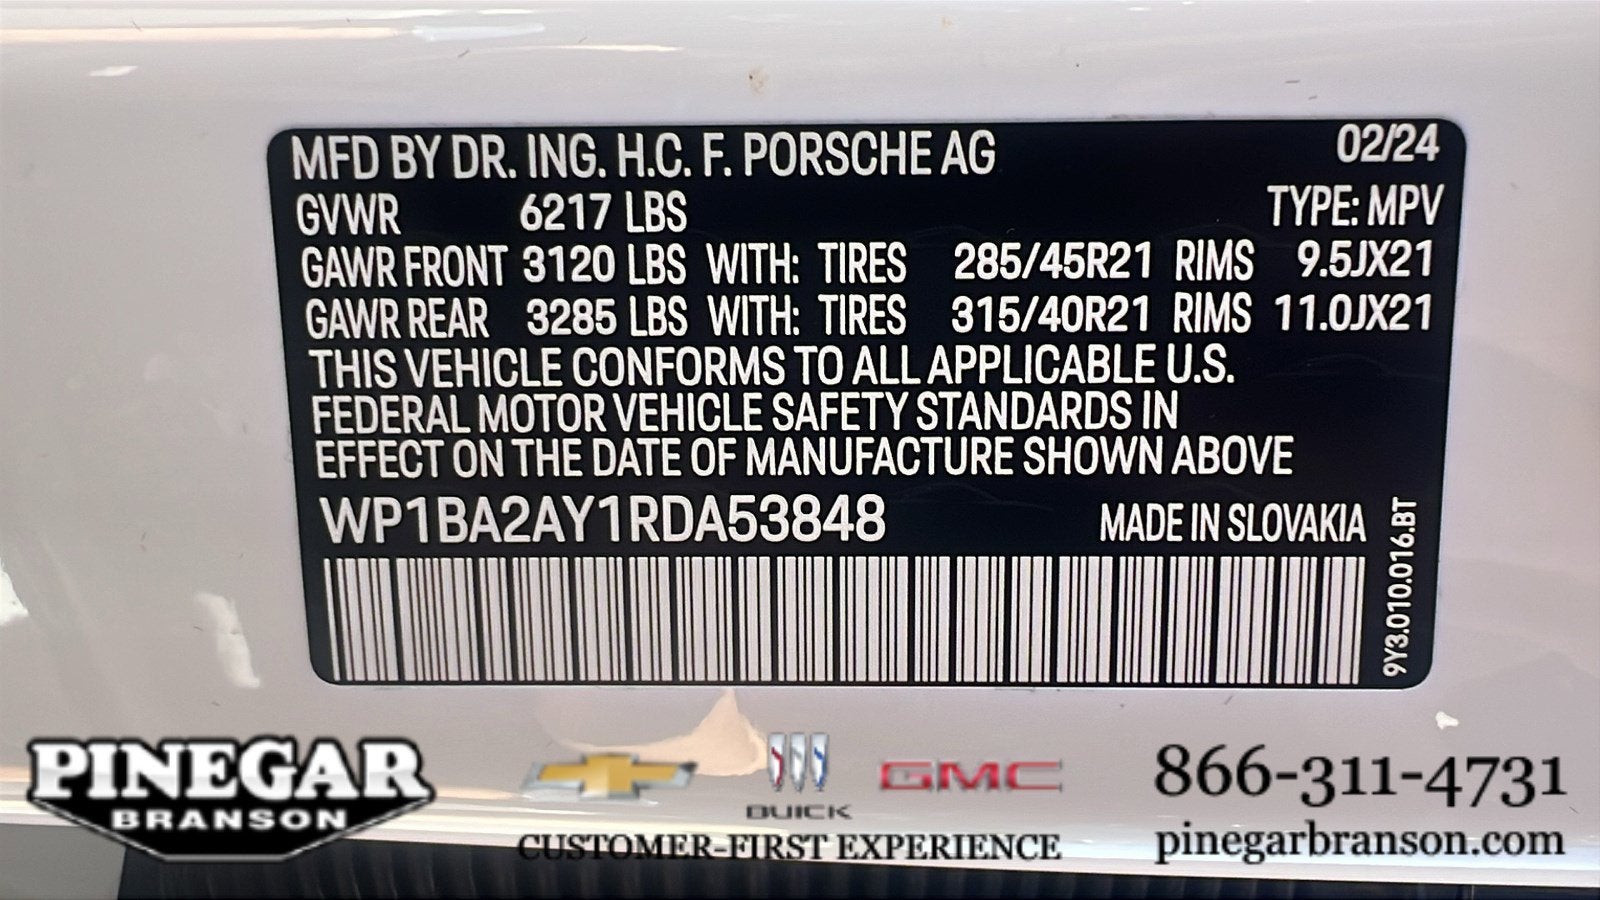 MFD BY DR. ING. H.C. F. PORSCHE AG 02/24
GVWR 6217 LBS TYPE: MPV
GAWR FRONT 3120 LBS WITH: TIRES 285/45R21 RIMS 9.5JX21
GAWR REAR 3285 LBS WITH: TIRES 315/40R21 RIMS 11.0JX21
THIS VEHICLE CONFORMS TO ALL APPLICABLE U.S.
FEDERAL MOTOR VEHICLE SAFETY STANDARDS IN
EFFECT ON THE DATE OF MANUFACTURE SHOWN ABOVE
WP1BA2AY1RDA53848 MADE IN SLOVAKIA
9Y3.010.016.BT
PINEGAR
BRANSON
BUICK
GMC
CUSTOMER-FIRST EXPERIENCE
866-311-4731
pinegarbranson.com